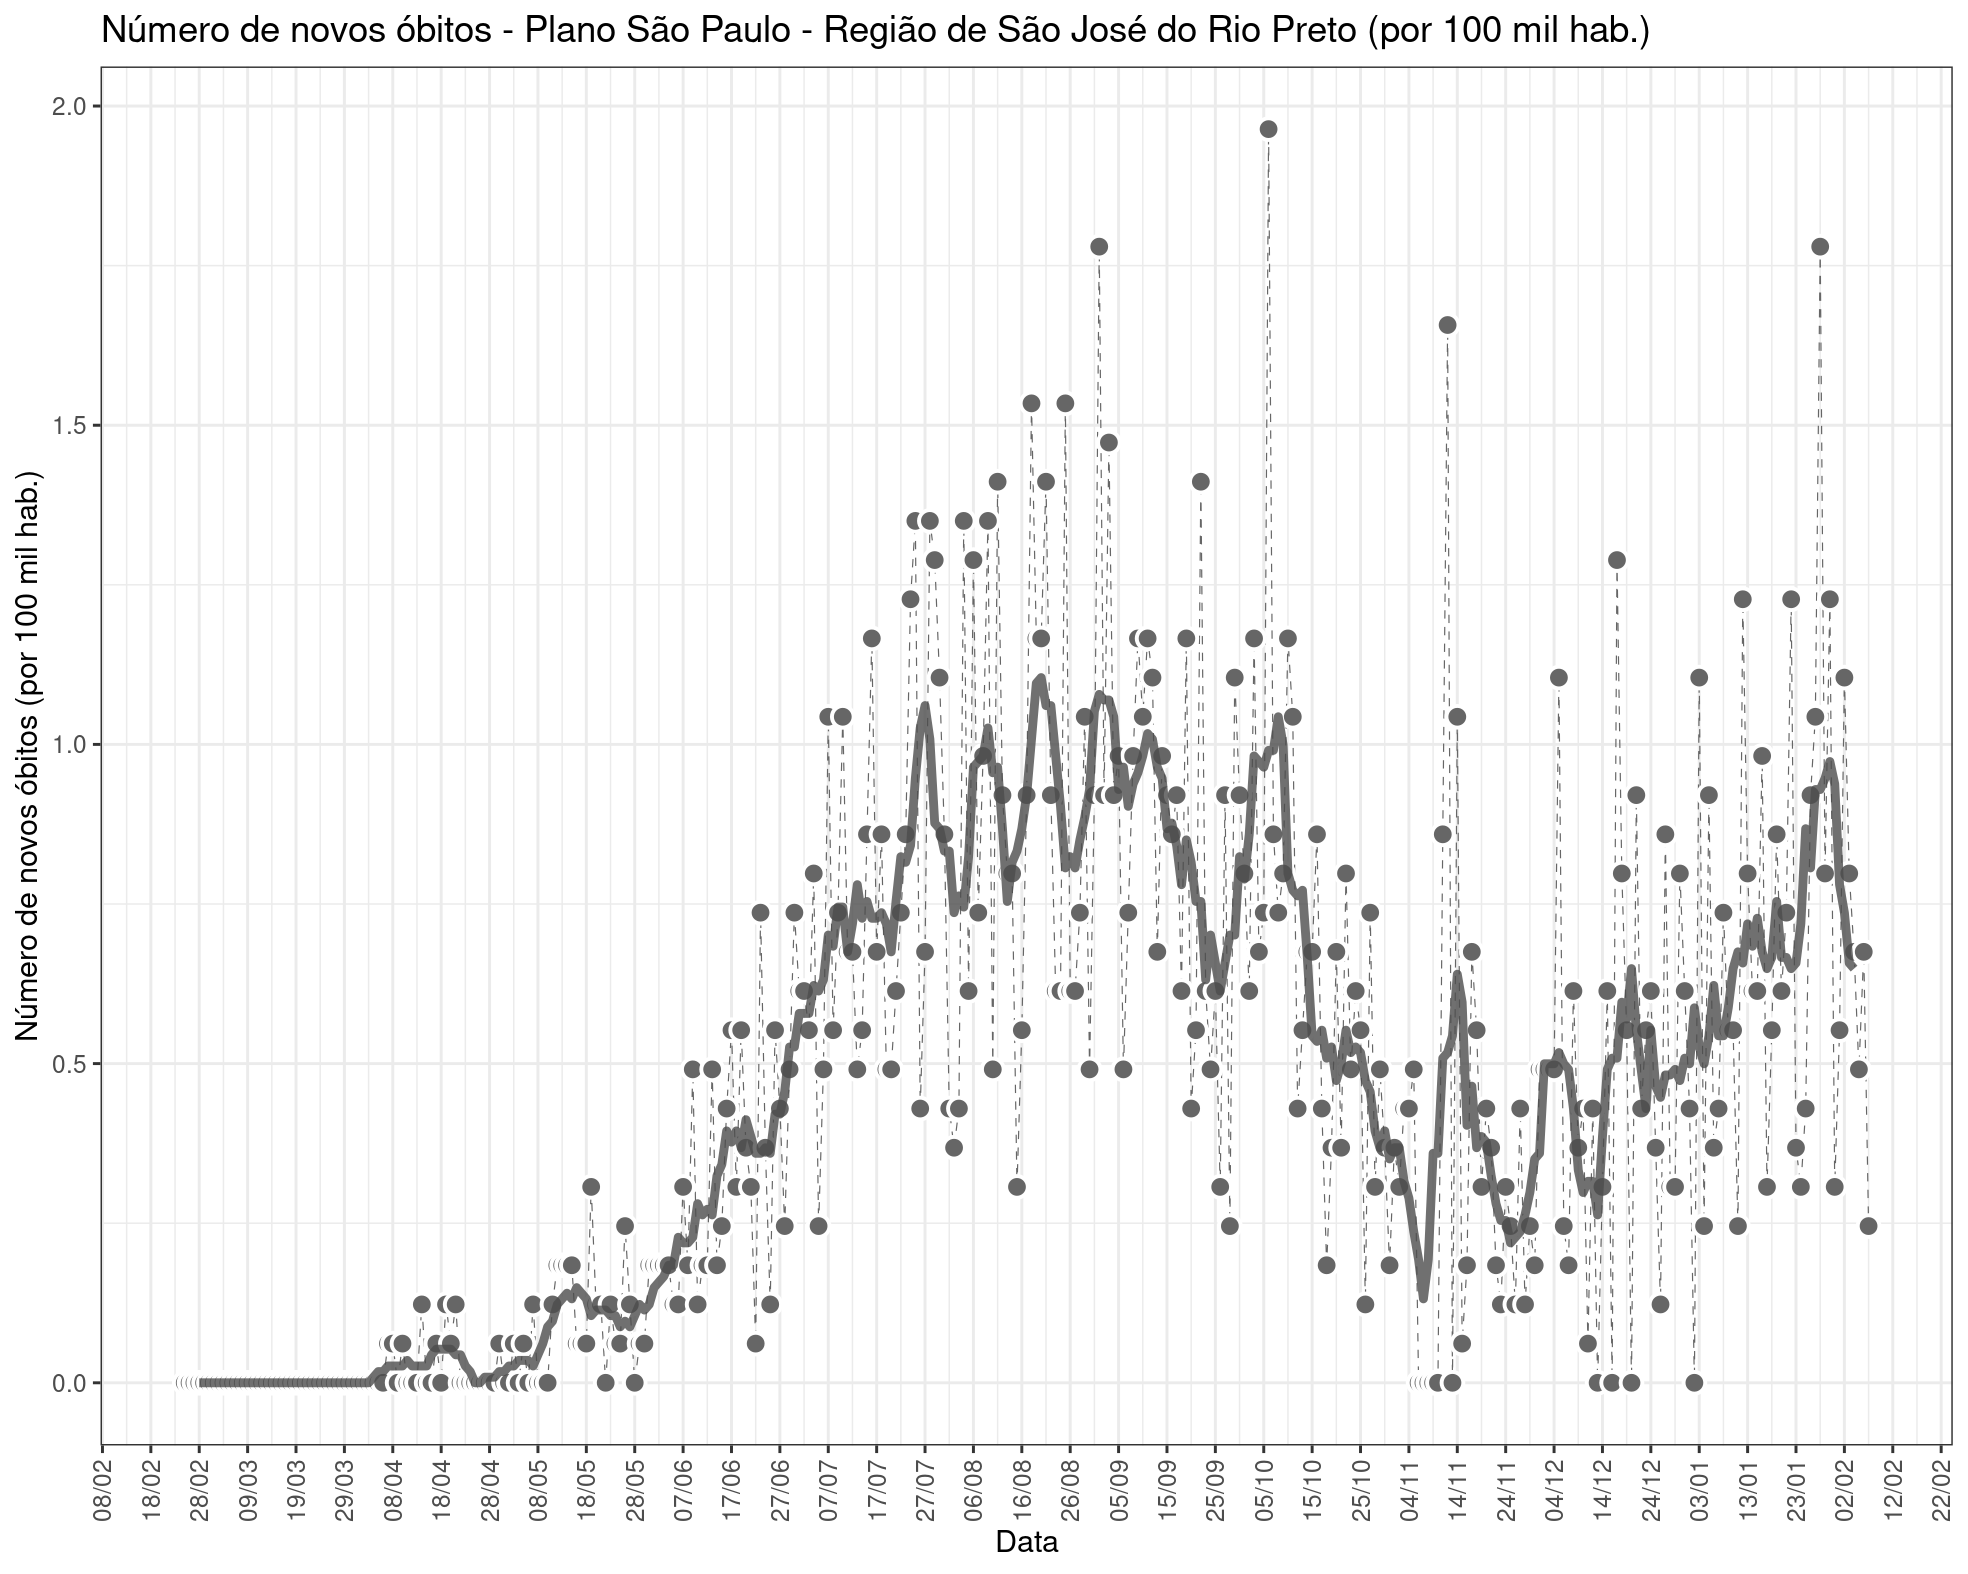 Número de novos óbitos - Plano São Paulo - Região de São José do Rio Preto (por 100 mil hab.)
Número de novos óbitos (por 100 mil hab.)
2.0
1.5
1.0
0.5
0.0
08/02 18/02 28/02 09/03 19/03 29/03 08/04 18/04 28/04 08/05 18/05 28/05 07/06 17/06 27/06 07/07 17/07 27/07 06/08 16/08 26/08 05/09 15/09 25/09 05/10 15/10 25/10 04/11 14/11 24/11 04/12 14/12 24/12 03/01 13/01 23/01 02/02 12/02 22/02
Data